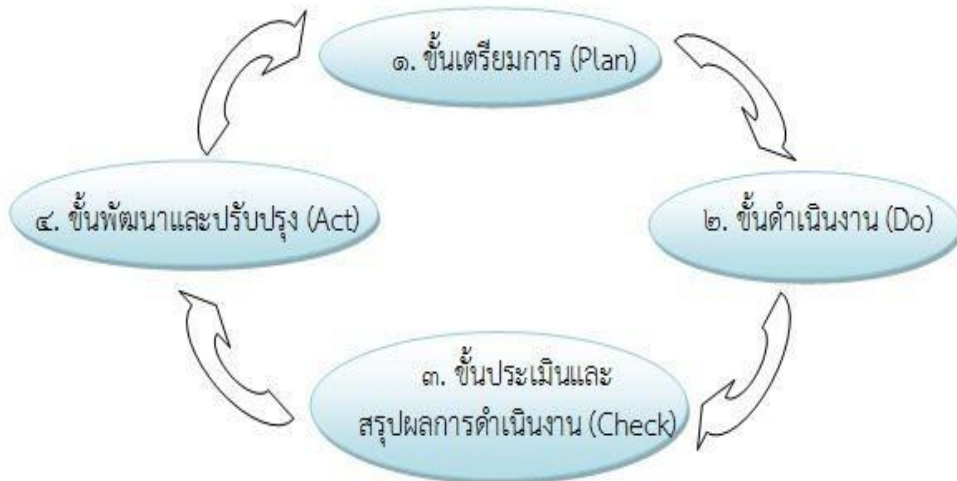 ๑. ขั้นเตรียมการ (Plan)
๒. ขั้นดำเนินงาน (Do)
๓. ขั้นประเมินและ
สรุปผลการดำเนินงาน (Check)
๔. ขั้นพัฒนาและปรับปรุง (Act)